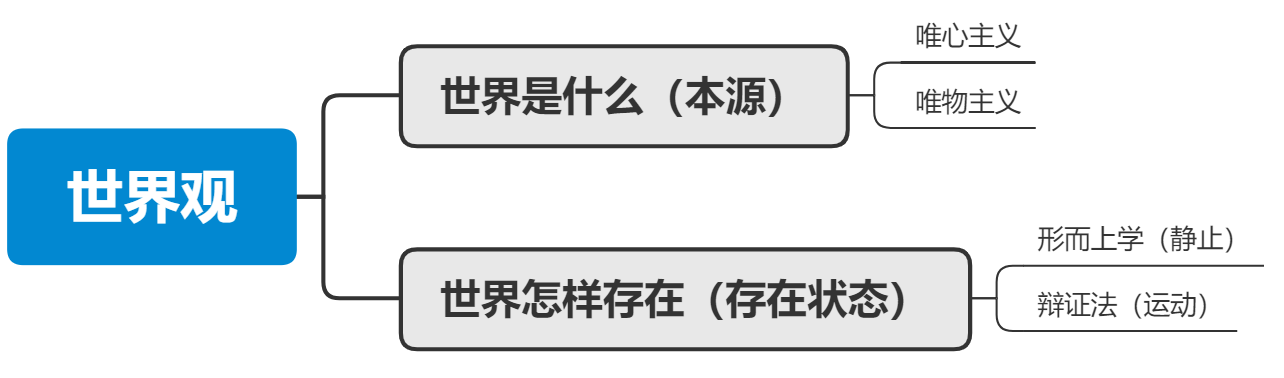 世界观
世界是什么（本源）
唯心主义
唯物主义
世界怎样存在（存在状态）
形而上学（静止）
辩证法（运动）